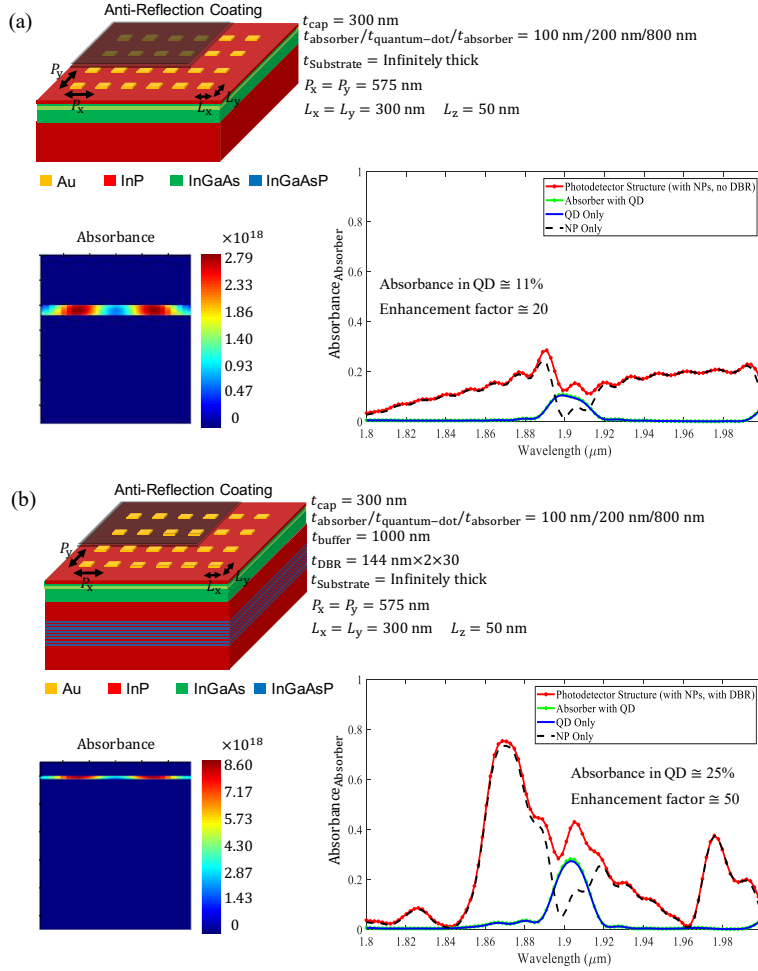 (a)
Anti-Reflection Coating
P_y
P_x
L_x
L_y
t_cap = 300 nm
t_absorber/t_quantum−dot/t_absorber = 100 nm/200 nm/800 nm
t_Substrate = Infinitely thick
P_x = P_y = 575 nm
L_x = L_y = 300 nm L_z = 50 nm
Au InP InGaAs InGaAsP
Absorbance
×10^18
2.79
2.33
1.86
1.40
0.93
0.47
0
Photodetector Structure (with NPs, no DBR)
Absorber with QD
QD Only
NP Only
Absorbance in QD ≅ 11%
Enhancement factor ≅ 20
Absorbance_Absorber
1
0.8
0.6
0.4
0.2
0
1.8 1.82 1.84 1.86 1.88 1.9 1.92 1.94 1.96 1.98
Wavelength (μm)
(b)
Anti-Reflection Coating
P_y
P_x
L_x
L_y
t_cap = 300 nm
t_absorber/t_quantum−dot/t_absorber = 100 nm/200 nm/800 nm
t_buffer = 1000 nm
t_DBR = 144 nm×2×30
t_Substrate = Infinitely thick
P_x = P_y = 575 nm
L_x = L_y = 300 nm L_z = 50 nm
Au InP InGaAs InGaAsP
Absorbance
×10^18
8.60
7.17
5.73
4.30
2.87
1.43
0
Photodetector Structure (with NPs, with DBR)
Absorber with QD
QD Only
NP Only
Absorbance in QD ≅ 25%
Enhancement factor ≅ 50
Absorbance_Absorber
1
0.8
0.6
0.4
0.2
0
1.8 1.82 1.84 1.86 1.88 1.9 1.92 1.94 1.96 1.98
Wavelength (μm)